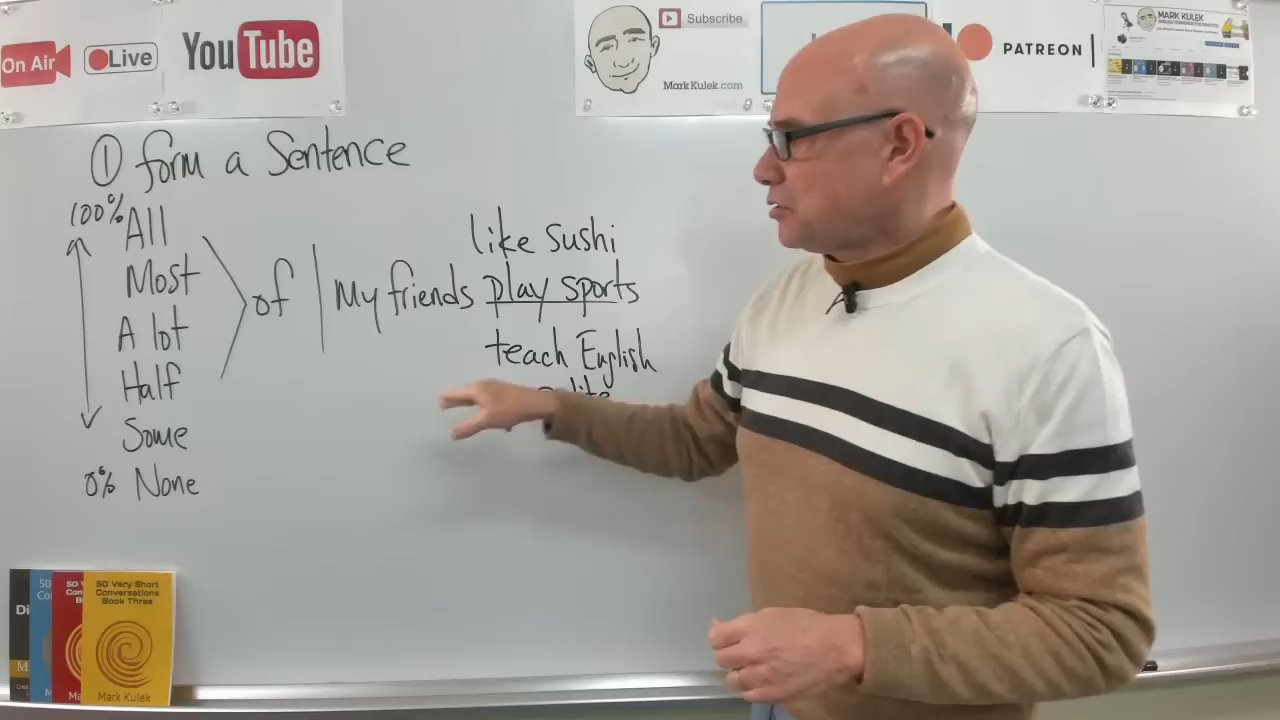 On Air
Live
YouTube
Subscribe
MarkKulek.com
PATREON
MARK KULEK
① form a Sentence
100%
All
Most
A lot
Half
Some
0% None
of
My friends
like sushi
play sports
teach English
50 Very Short
Conversations
Book Three
Mark Kulek